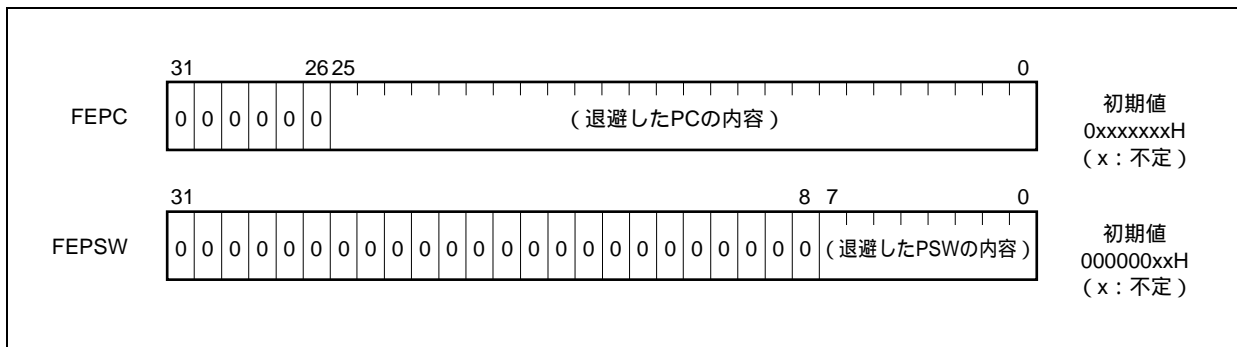 31 26 25 0
FEPC 0 0 0 0 0 0 (退避したPCの内容) 初期値
0xxxxxxxH
(x:不定)
31 8 7 0
FEPSW 0 0 0 0 0 0 0 0 0 0 0 0 0 0 0 0 0 0 0 0 0 0 0 0 (退避したPSWの内容) 初期値
000000xxH
(x:不定)